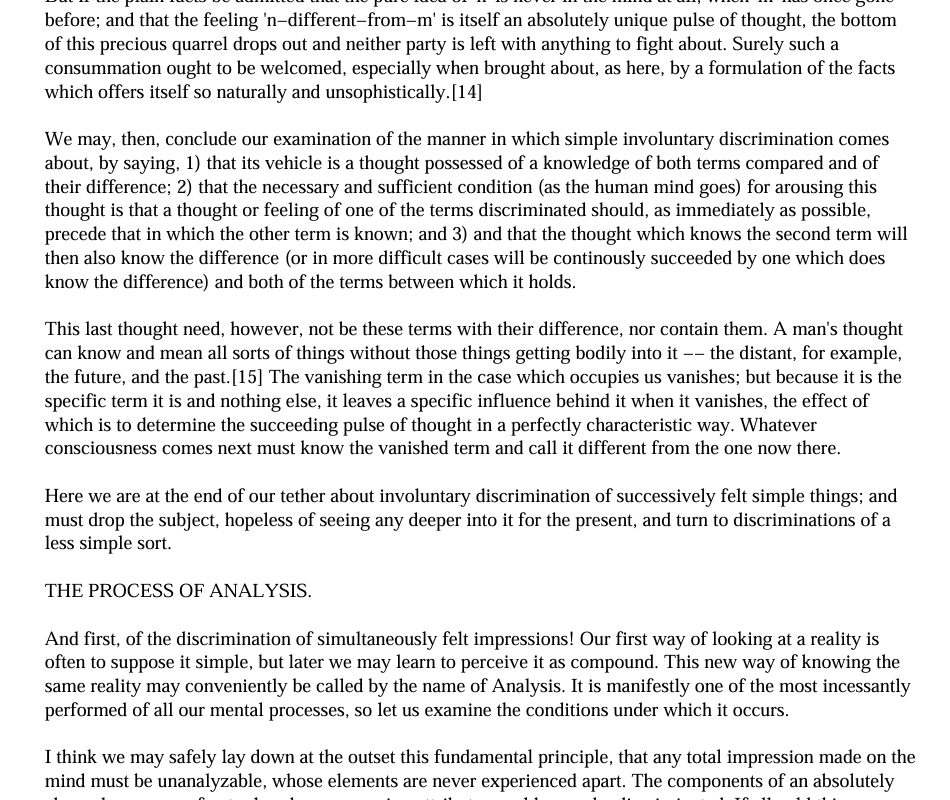 before; and that the feeling 'n−different−from−m' is itself an absolutely unique pulse of thought, the bottom
of this precious quarrel drops out and neither party is left with anything to fight about. Surely such a
consummation ought to be welcomed, especially when brought about, as here, by a formulation of the facts
which offers itself so naturally and unsophistically.[14]
We may, then, conclude our examination of the manner in which simple involuntary discrimination comes
about, by saying, 1) that its vehicle is a thought possessed of a knowledge of both terms compared and of
their difference; 2) that the necessary and sufficient condition (as the human mind goes) for arousing this
thought is that a thought or feeling of one of the terms discriminated should, as immediately as possible,
precede that in which the other term is known; and 3) and that the thought which knows the second term will
then also know the difference (or in more difficult cases will be continously succeeded by one which does
know the difference) and both of the terms between which it holds.
This last thought need, however, not be these terms with their difference, nor contain them. A man's thought
can know and mean all sorts of things without those things getting bodily into it −− the distant, for example,
the future, and the past.[15] The vanishing term in the case which occupies us vanishes; but because it is the
specific term it is and nothing else, it leaves a specific influence behind it when it vanishes, the effect of
which is to determine the succeeding pulse of thought in a perfectly characteristic way. Whatever
consciousness comes next must know the vanished term and call it different from the one now there.
Here we are at the end of our tether about involuntary discrimination of successively felt simple things; and
must drop the subject, hopeless of seeing any deeper into it for the present, and turn to discriminations of a
less simple sort.
THE PROCESS OF ANALYSIS.
And first, of the discrimination of simultaneously felt impressions! Our first way of looking at a reality is
often to suppose it simple, but later we may learn to perceive it as compound. This new way of knowing the
same reality may conveniently be called by the name of Analysis. It is manifestly one of the most incessantly
performed of all our mental processes, so let us examine the conditions under which it occurs.
I think we may safely lay down at the outset this fundamental principle, that any total impression made on the
mind must be unanalyzable, whose elements are never experienced apart. The components of an absolutely